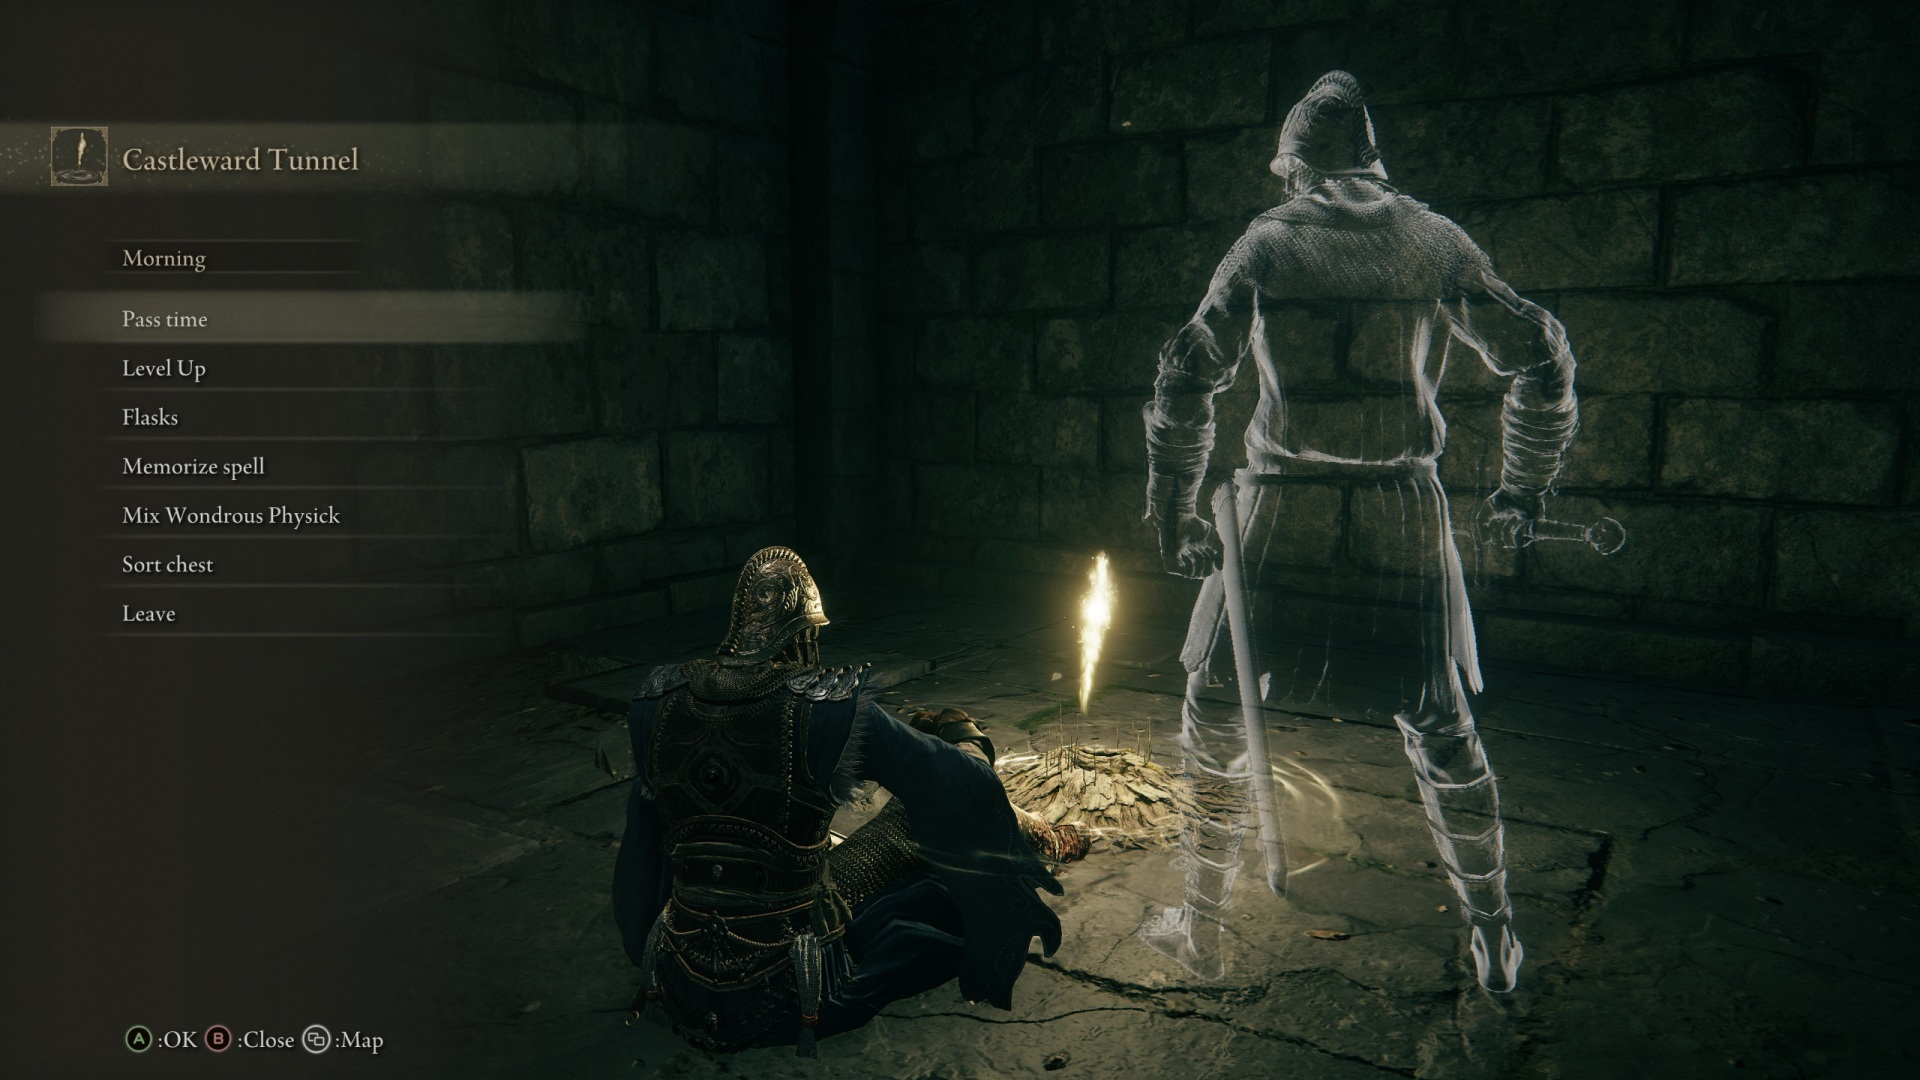 Castleward Tunnel
Morning
Pass time
Level Up
Flasks
Memorize spell
Mix Wondrous Physick
Sort chest
Leave
A :OK B :Close :Map